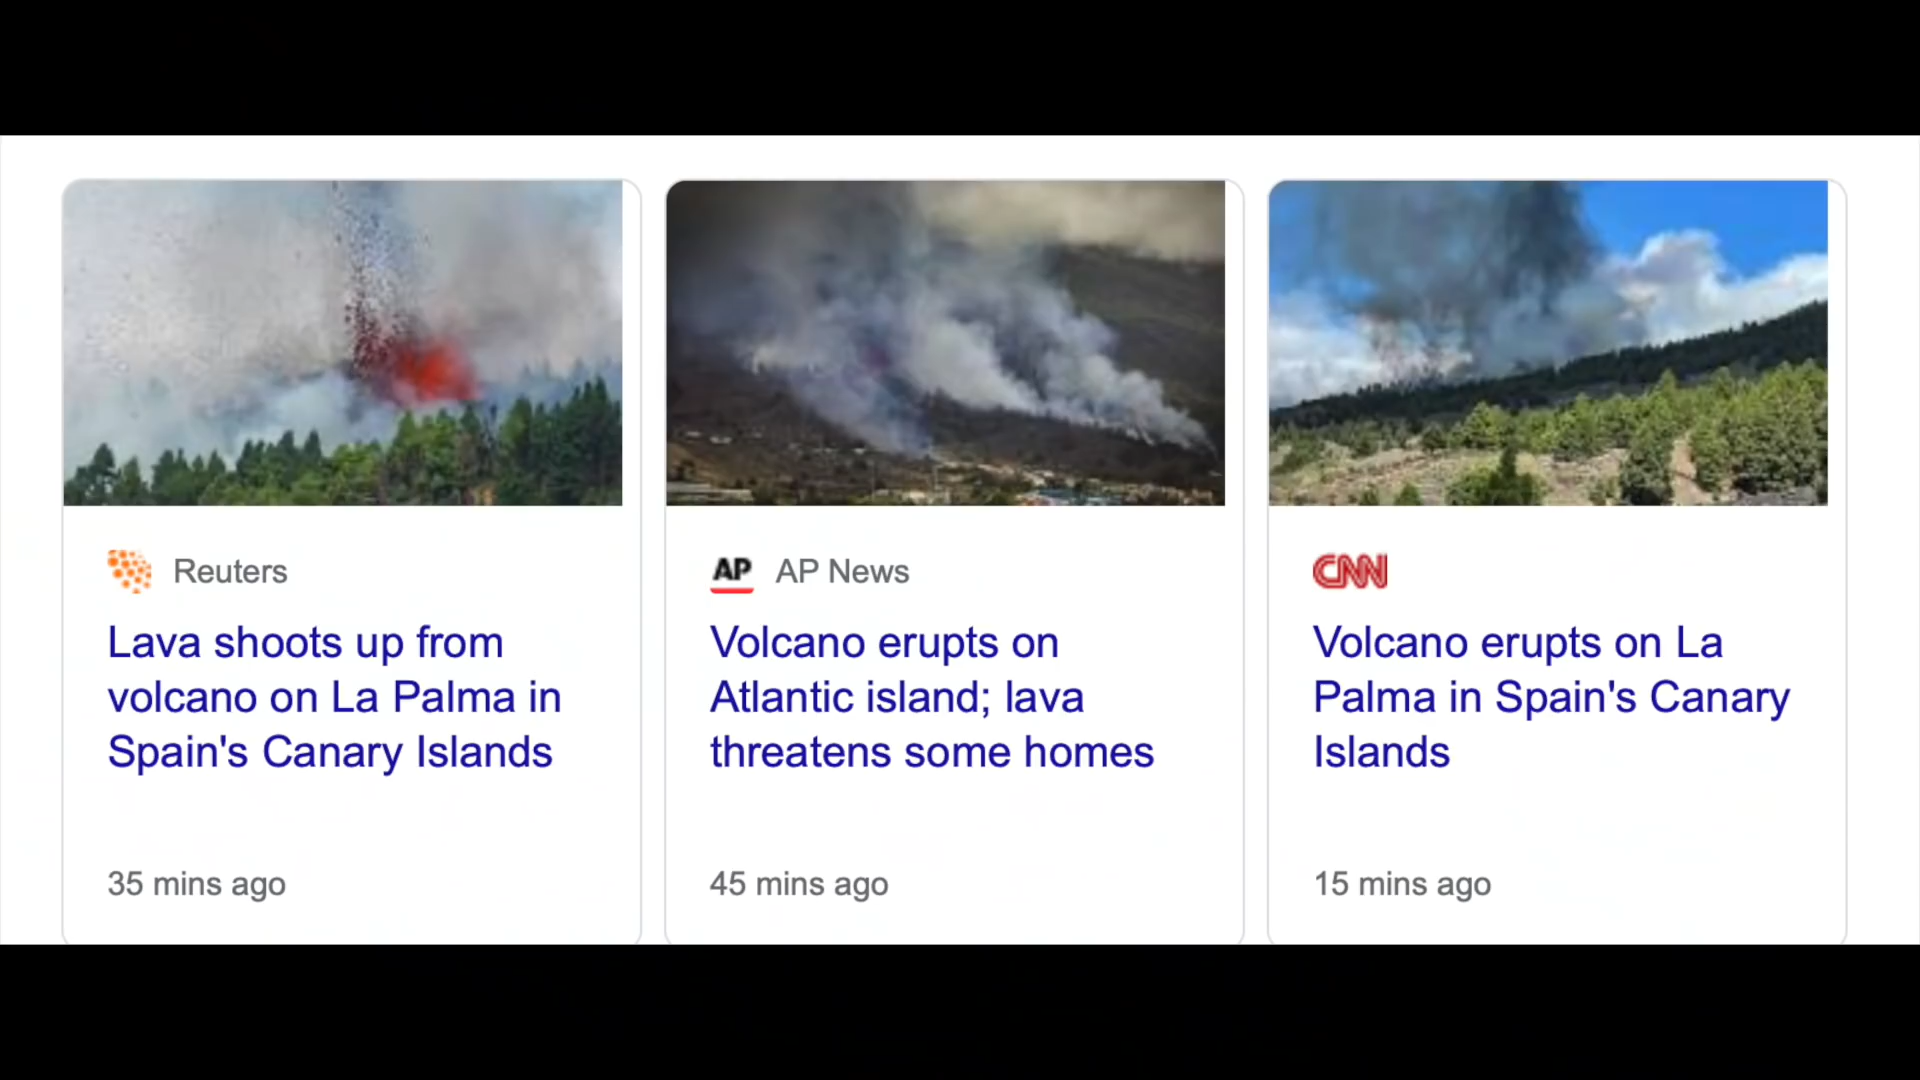 Reuters
Lava shoots up from
volcano on La Palma in
Spain's Canary Islands
35 mins ago
AP AP News
Volcano erupts on
Atlantic island; lava
threatens some homes
45 mins ago
CNN
Volcano erupts on La
Palma in Spain's Canary
Islands
15 mins ago